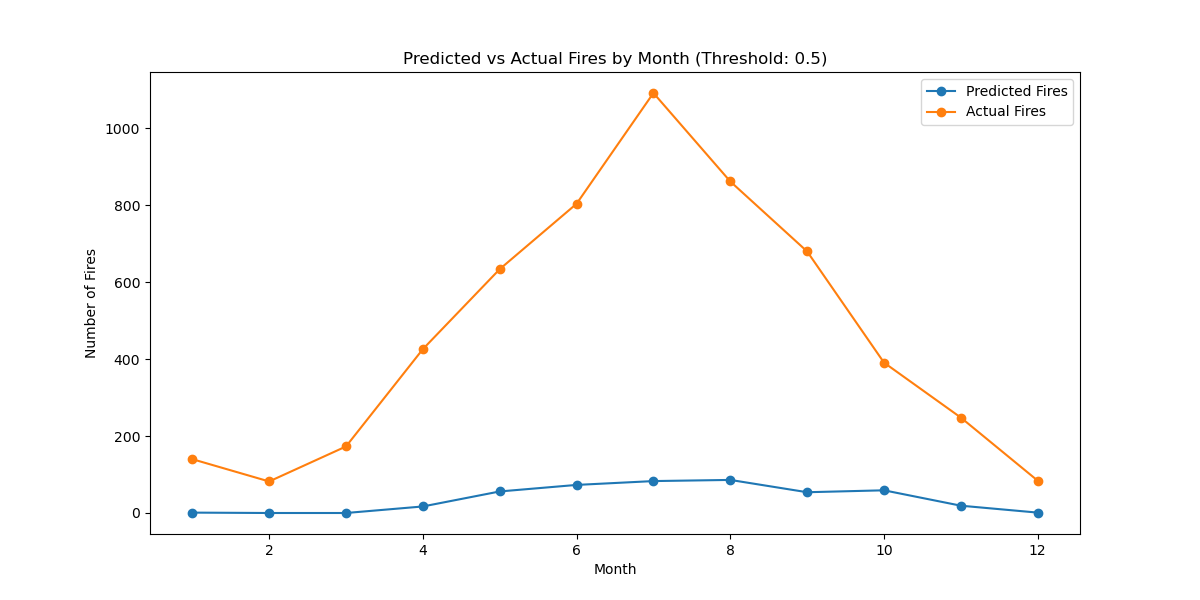 Predicted vs Actual Fires by Month (Threshold: 0.5)
Predicted Fires
Actual Fires
Number of Fires
1000
800
600
400
200
0
2 4 6 8 10 12
Month